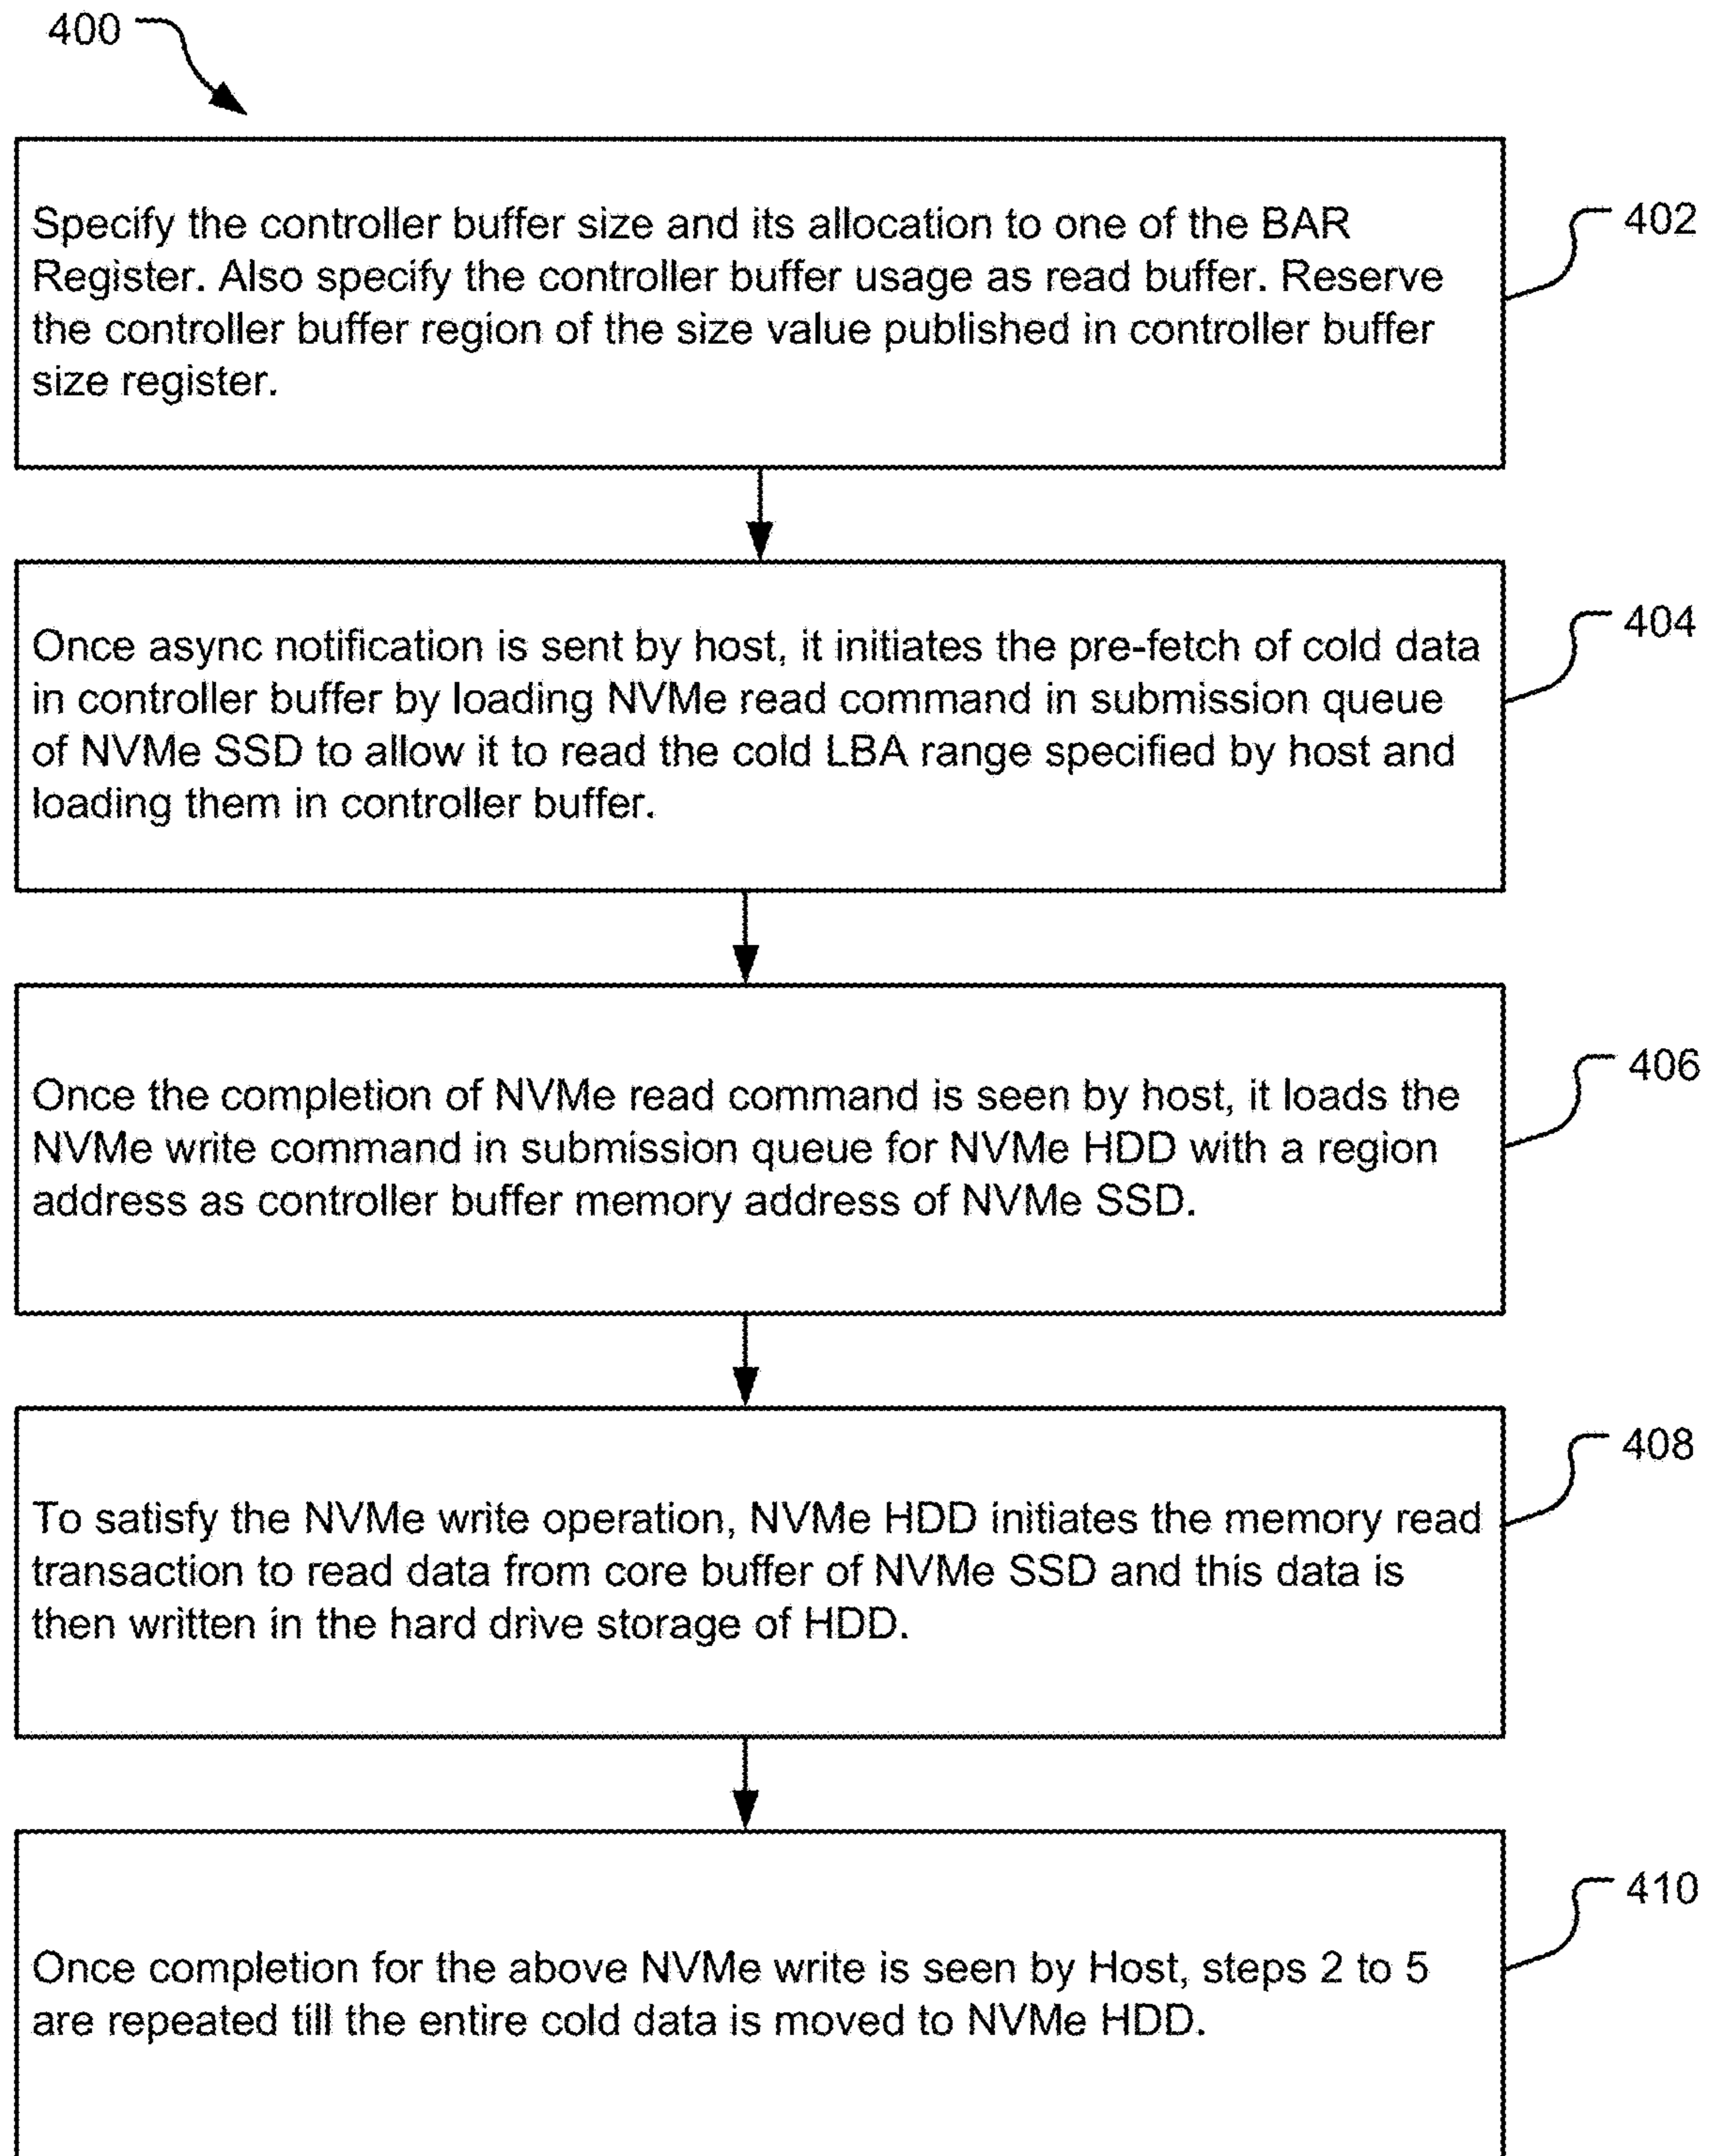 400
Specify the controller buffer size and its allocation to one of the BAR
Register. Also specify the controller buffer usage as read buffer. Reserve
the controller buffer region of the size value published in controller buffer
size register.
402
Once async notification is sent by host, it initiates the pre-fetch of cold data
in controller buffer by loading NVMe read command in submission queue
of NVMe SSD to allow it to read the cold LBA range specified by host and
loading them in controller buffer.
404
Once the completion of NVMe read command is seen by host, it loads the
NVMe write command in submission queue for NVMe HDD with a region
address as controller buffer memory address of NVMe SSD.
406
To satisfy the NVMe write operation, NVMe HDD initiates the memory read
transaction to read data from core buffer of NVMe SSD and this data is
then written in the hard drive storage of HDD.
408
Once completion for the above NVMe write is seen by Host, steps 2 to 5
are repeated till the entire cold data is moved to NVMe HDD.
410